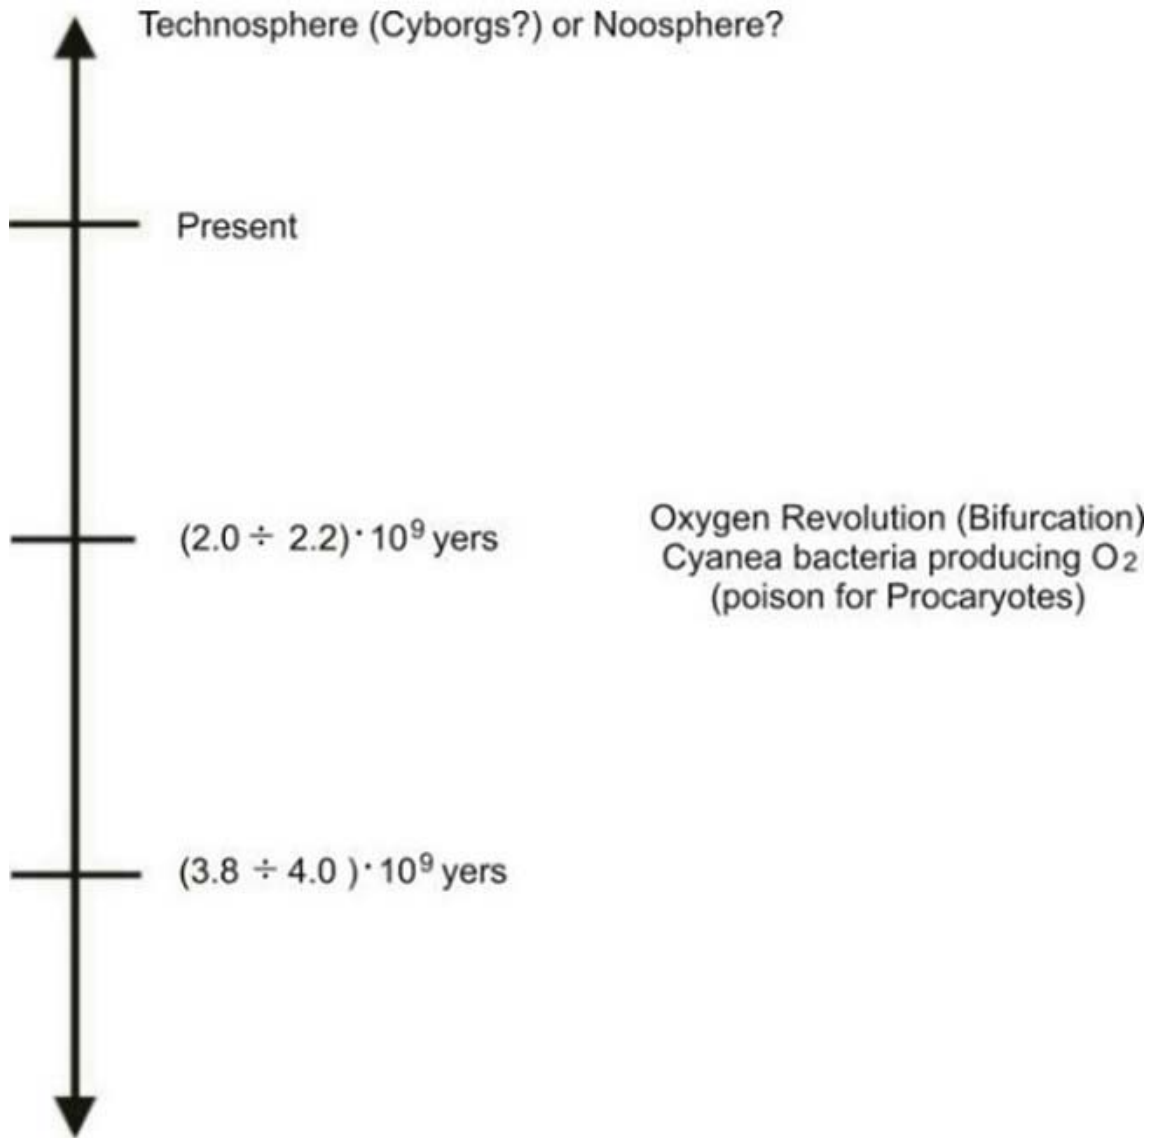 Technosphere (Cyborgs?) or Noosphere?
Present
(2.0 ÷ 2.2)·10⁹ yers
Oxygen Revolution (Bifurcation)
Cyanea bacteria producing O₂
(poison for Procaryotes)
(3.8 ÷ 4.0 )·10⁹ yers